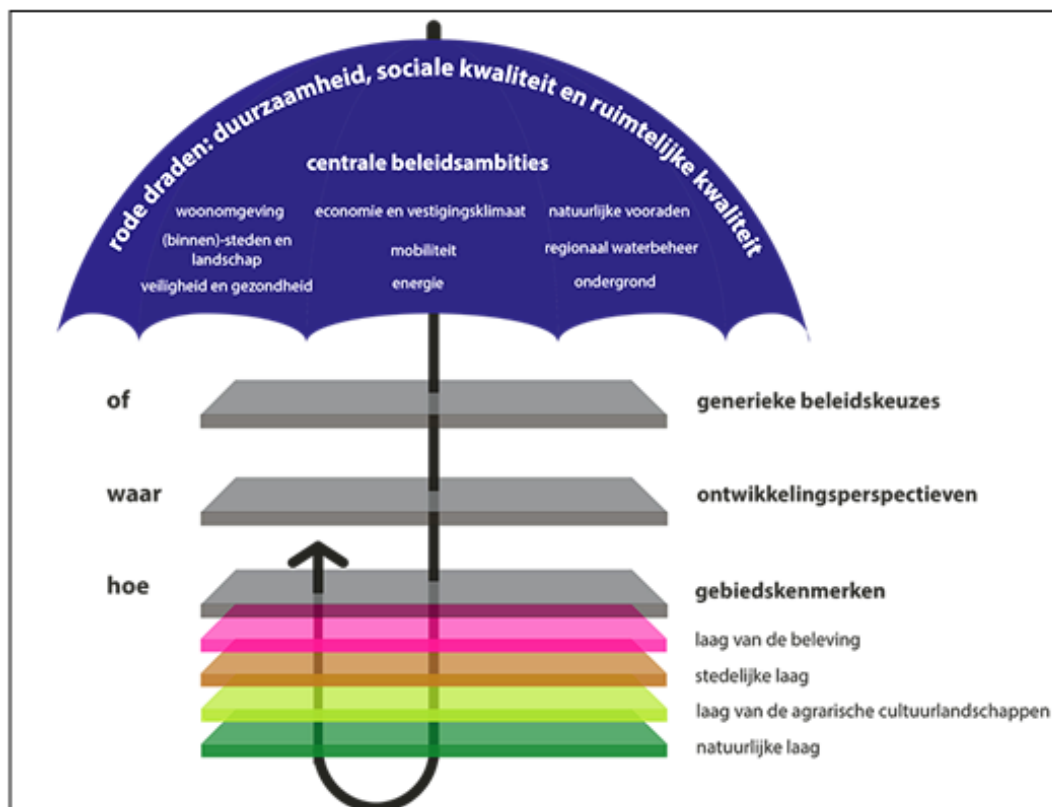 rode draden: duurzaamheid, sociale kwaliteit en ruimtelijke kwaliteit
centrale beleidsambities
woonomgeving
economie en vestigingsklimaat
natuurlijke vooraden
(binnen)-steden en
landschap
mobiliteit
regionaal waterbeheer
veiligheid en gezondheid
energie
ondergrond
of
generieke beleidskeuzes
waar
ontwikkelingsperspectieven
hoe
gebiedskenmerken
laag van de beleving
stedelijke laag
laag van de agrarische cultuurlandschappen
natuurlijke laag